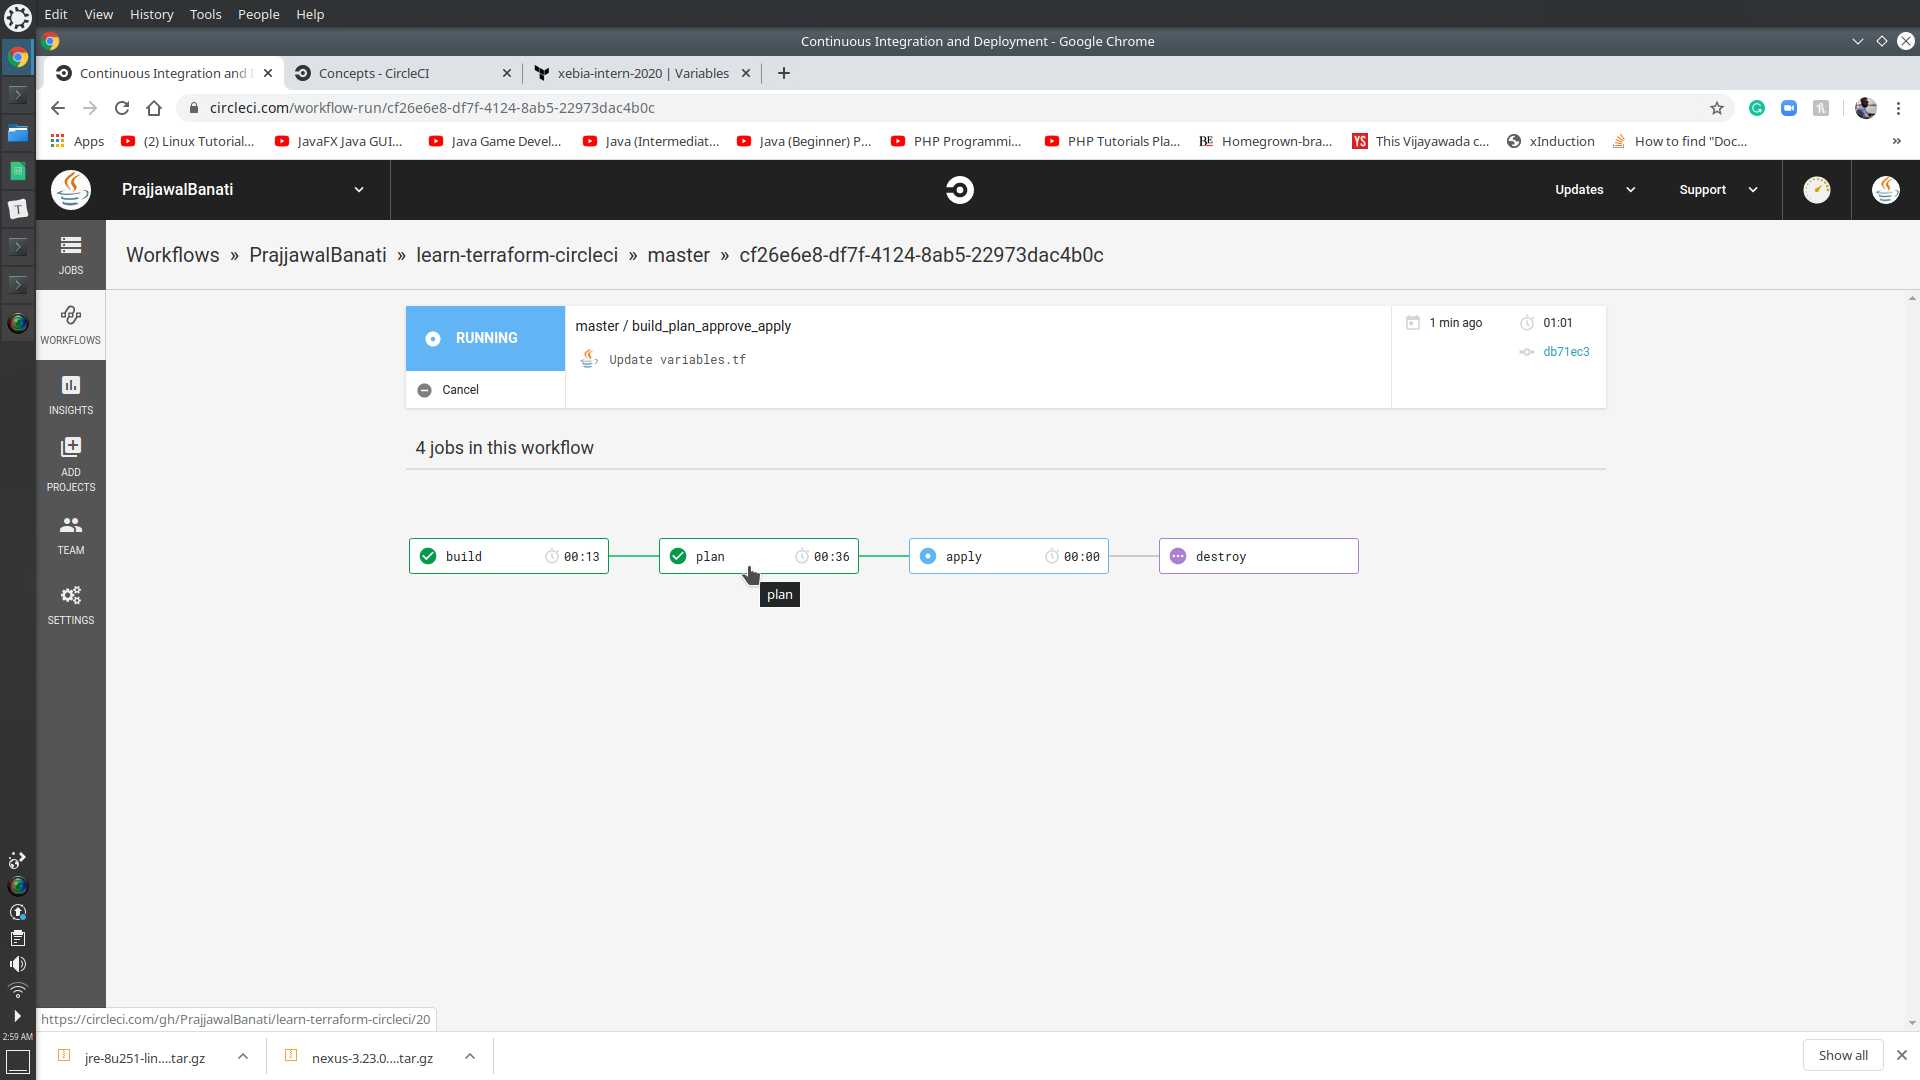 Edit View History Tools People Help
Continuous Integration and Deployment - Google Chrome
Continuous Integration and
Concepts - CircleCI
xebia-intern-2020 | Variables
circleci.com/workflow-run/cf26e6e8-df7f-4124-8ab5-22973dac4b0c
Apps (2) Linux Tutorial... JavaFX Java GUI... Java Game Devel... Java (Intermediat... Java (Beginner) P... PHP Programmi... PHP Tutorials Pla... BE Homegrown-bra... YS This Vijayawada c... xInduction How to find "Doc... »
PrajjawalBanati
Updates
Support
JOBS
WORKFLOWS
INSIGHTS
ADD PROJECTS
TEAM
SETTINGS
Workflows » PrajjawalBanati » learn-terraform-circleci » master » cf26e6e8-df7f-4124-8ab5-22973dac4b0c
RUNNING
Cancel
master / build_plan_approve_apply
Update variables.tf
1 min ago
01:01
db71ec3
4 jobs in this workflow
build 00:13
plan 00:36
apply 00:00
destroy
plan
https://circleci.com/gh/PrajjawalBanati/learn-terraform-circleci/20
2:59 AM
jre-8u251-lin....tar.gz
nexus-3.23.0....tar.gz
Show all